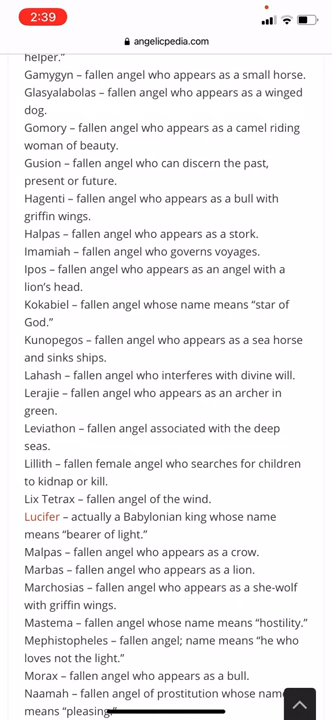 2:39
angelicpedia.com
helper."
Gamygyn – fallen angel who appears as a small horse.
Glasyalabolas – fallen angel who appears as a winged
dog.
Gomory – fallen angel who appears as a camel riding
woman of beauty.
Gusion – fallen angel who can discern the past,
present or future.
Hagenti – fallen angel who appears as a bull with
griffin wings.
Halpas – fallen angel who appears as a stork.
Imamiah – fallen angel who governs voyages.
Ipos – fallen angel who appears as an angel with a
lion's head.
Kokabiel – fallen angel whose name means “star of
God.”
Kunopegos – fallen angel who appears as a sea horse
and sinks ships.
Lahash – fallen angel who interferes with divine will.
Lerajie – fallen angel who appears as an archer in
green.
Leviathon – fallen angel associated with the deep
seas.
Lillith – fallen female angel who searches for children
to kidnap or kill.
Lix Tetrax – fallen angel of the wind.
Lucifer – actually a Babylonian king whose name
means “bearer of light.”
Malpas – fallen angel who appears as a crow.
Marbas – fallen angel who appears as a lion.
Marchosias – fallen angel who appears as a she-wolf
with griffin wings.
Mastema – fallen angel whose name means “hostility.”
Mephistopheles – fallen angel; name means “he who
loves not the light.”
Morax – fallen angel who appears as a bull.
Naamah – fallen angel of prostitution whose name
means “pleasing.”